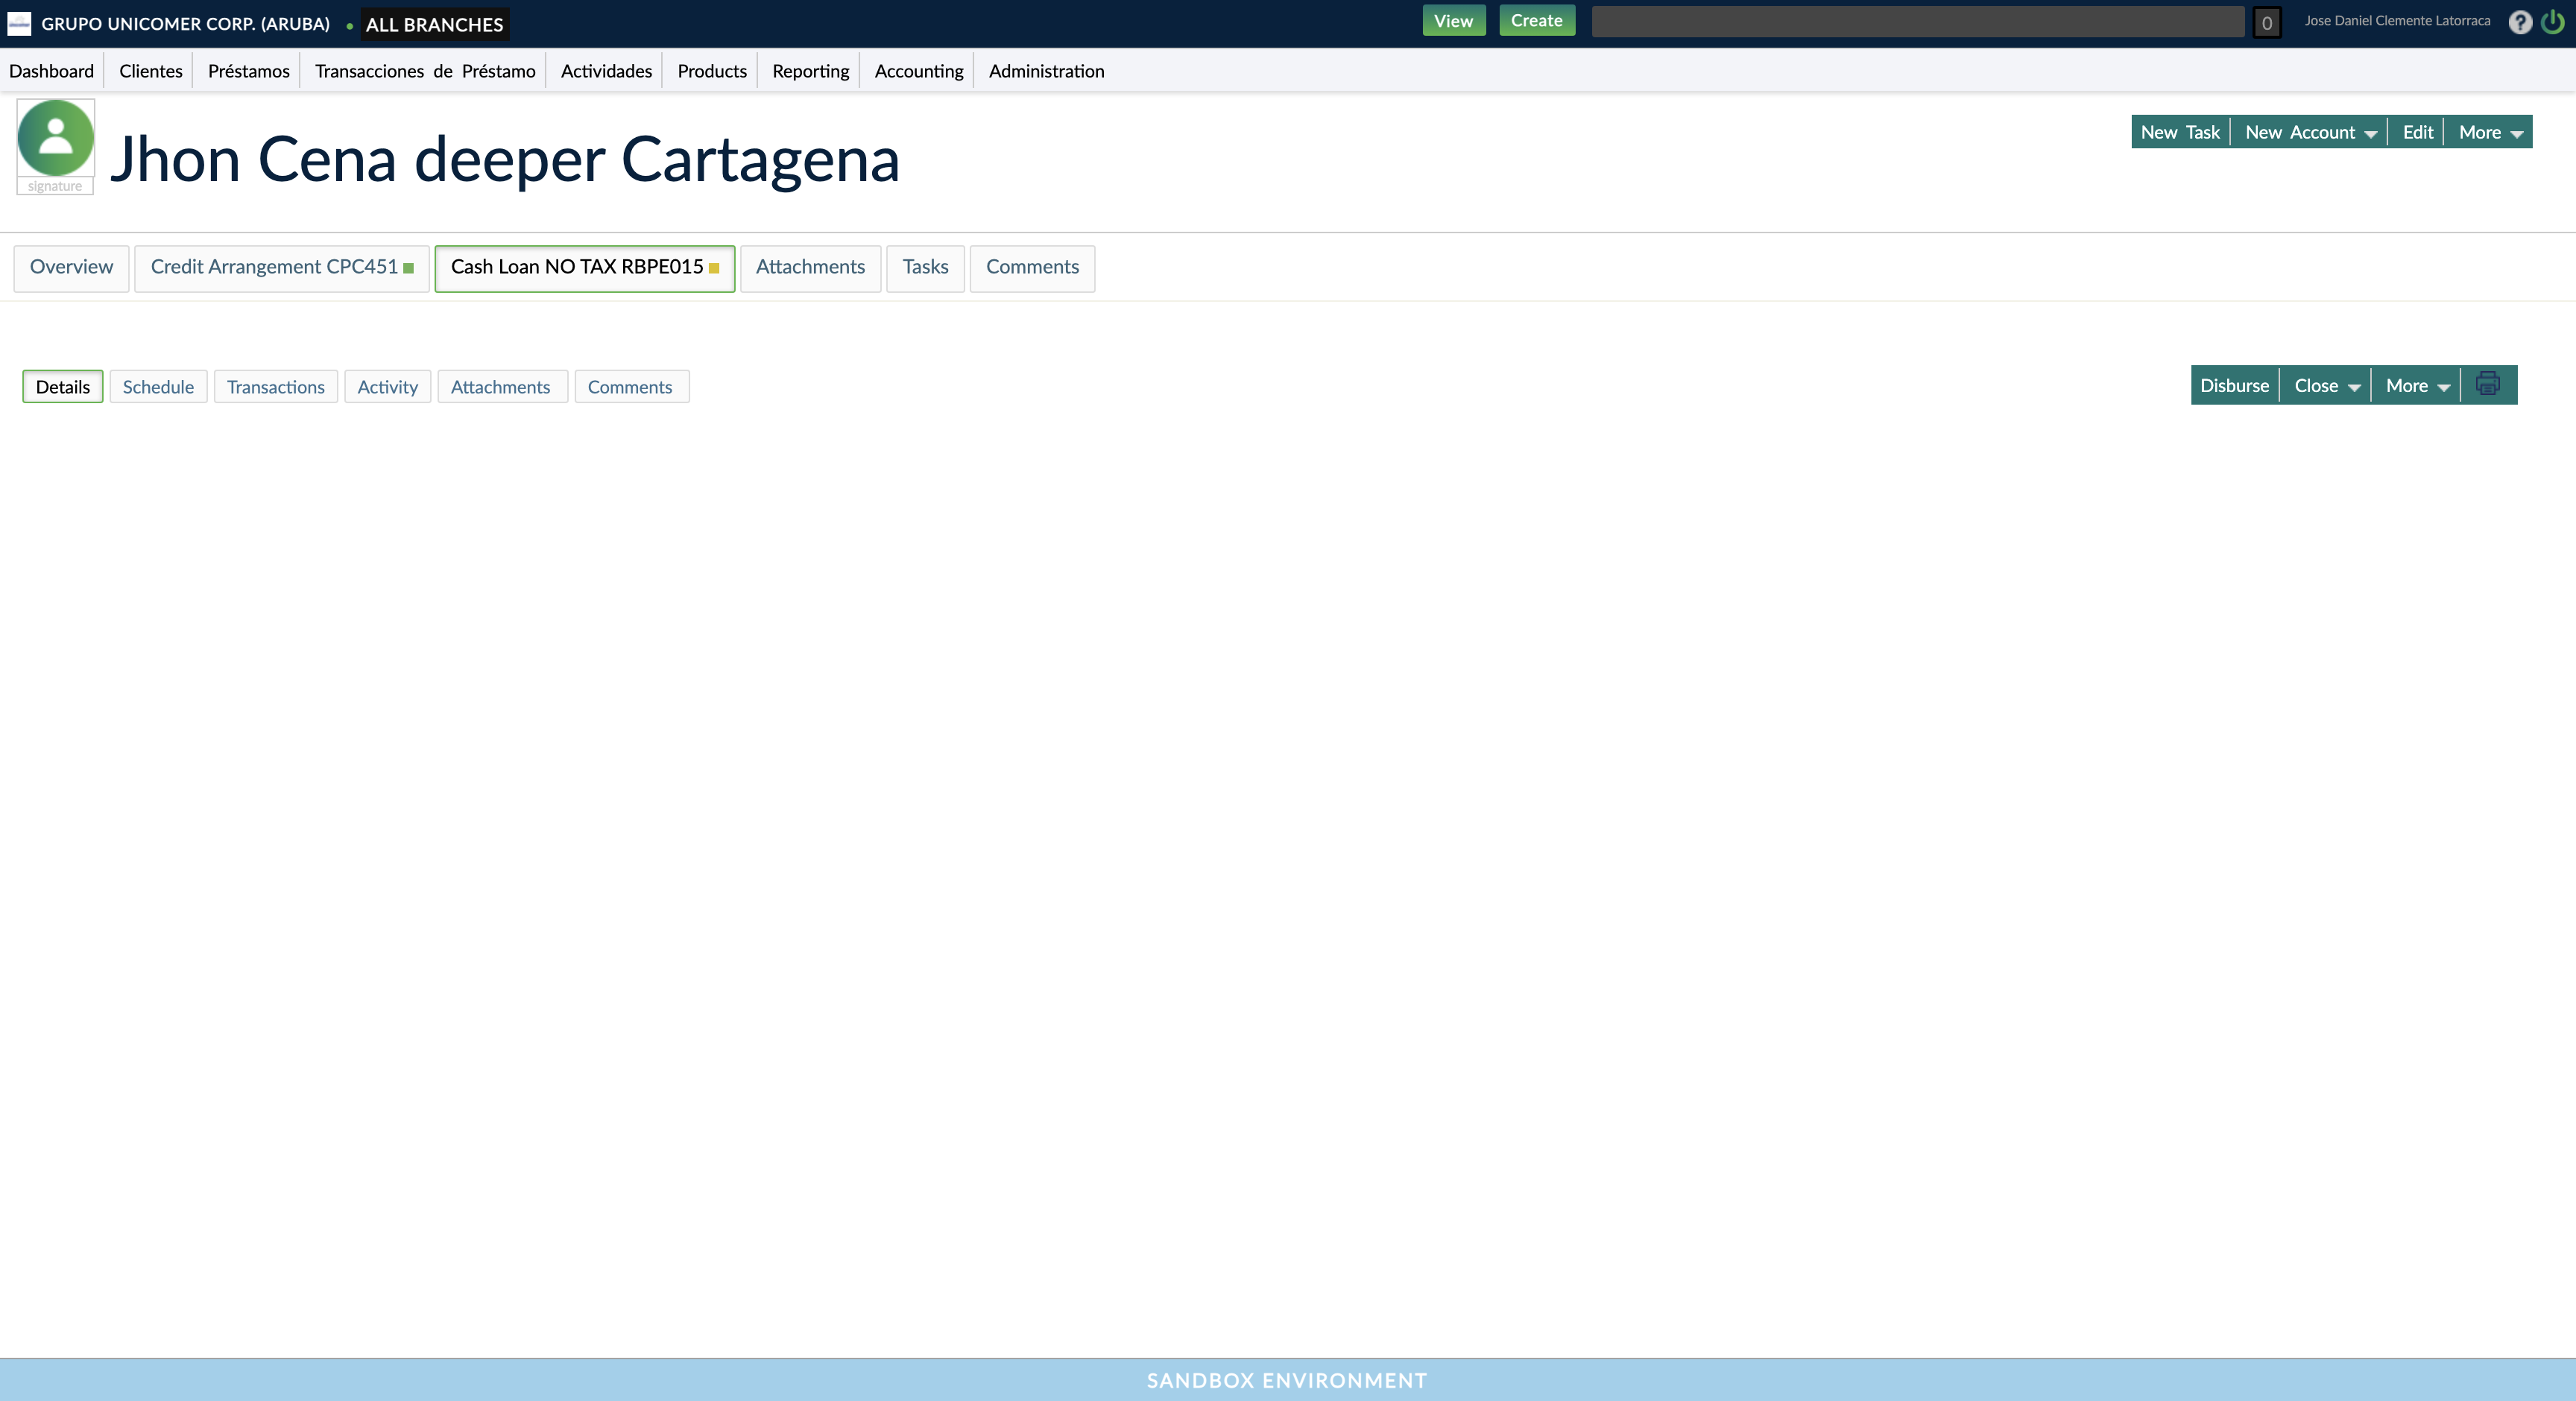 GRUPO UNICOMER CORP. (ARUBA) • ALL BRANCHES View Create 0 Jose Daniel Clemente Latorraca ?
Dashboard Clientes Préstamos Transacciones de Préstamo Actividades Products Reporting Accounting Administration
signature
Jhon Cena deeper Cartagena
New Task New Account Edit More
Overview Credit Arrangement CPC451 Cash Loan NO TAX RBPE015 Attachments Tasks Comments
Details Schedule Transactions Activity Attachments Comments
Disburse Close More
SANDBOX ENVIRONMENT